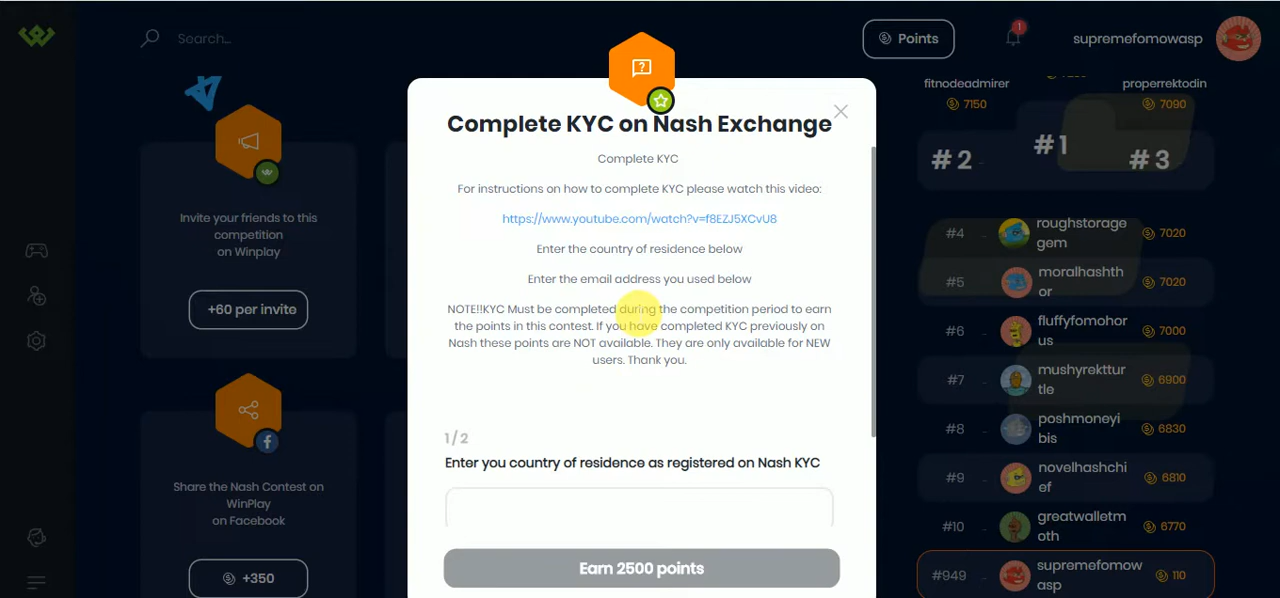 Search...
Points
1
supremefomowasp
fitnodeadmirer
properrektodin
7150
7090
#2
#1
#3
Invite your friends to this
competition
on Winplay
+60 per invite
Share the Nash Contest on
WinPlay
on Facebook
+350
Complete KYC on Nash Exchange
Complete KYC
For instructions on how to complete KYC please watch this video:
https://www.youtube.com/watch?v=f8EZJ5XCvU8
Enter the country of residence below
Enter the email address you used below
NOTE!!KYC Must be completed during the competition period to earn
the points in this contest. If you have completed KYC previously on
Nash these points are NOT available. They are only available for NEW
users. Thank you.
1 / 2
Enter you country of residence as registered on Nash KYC
Earn 2500 points
#4 roughstorage 7020
gem
#5 moralhashth 7020
or
#6 fluffyfomohor 7000
us
#7 mushyrekttur 6900
tle
#8 poshmoneyi 6830
bis
#9 novelhashchi 6810
ef
#10 greatwalletm 6770
oth
#949 supremefomow 110
asp